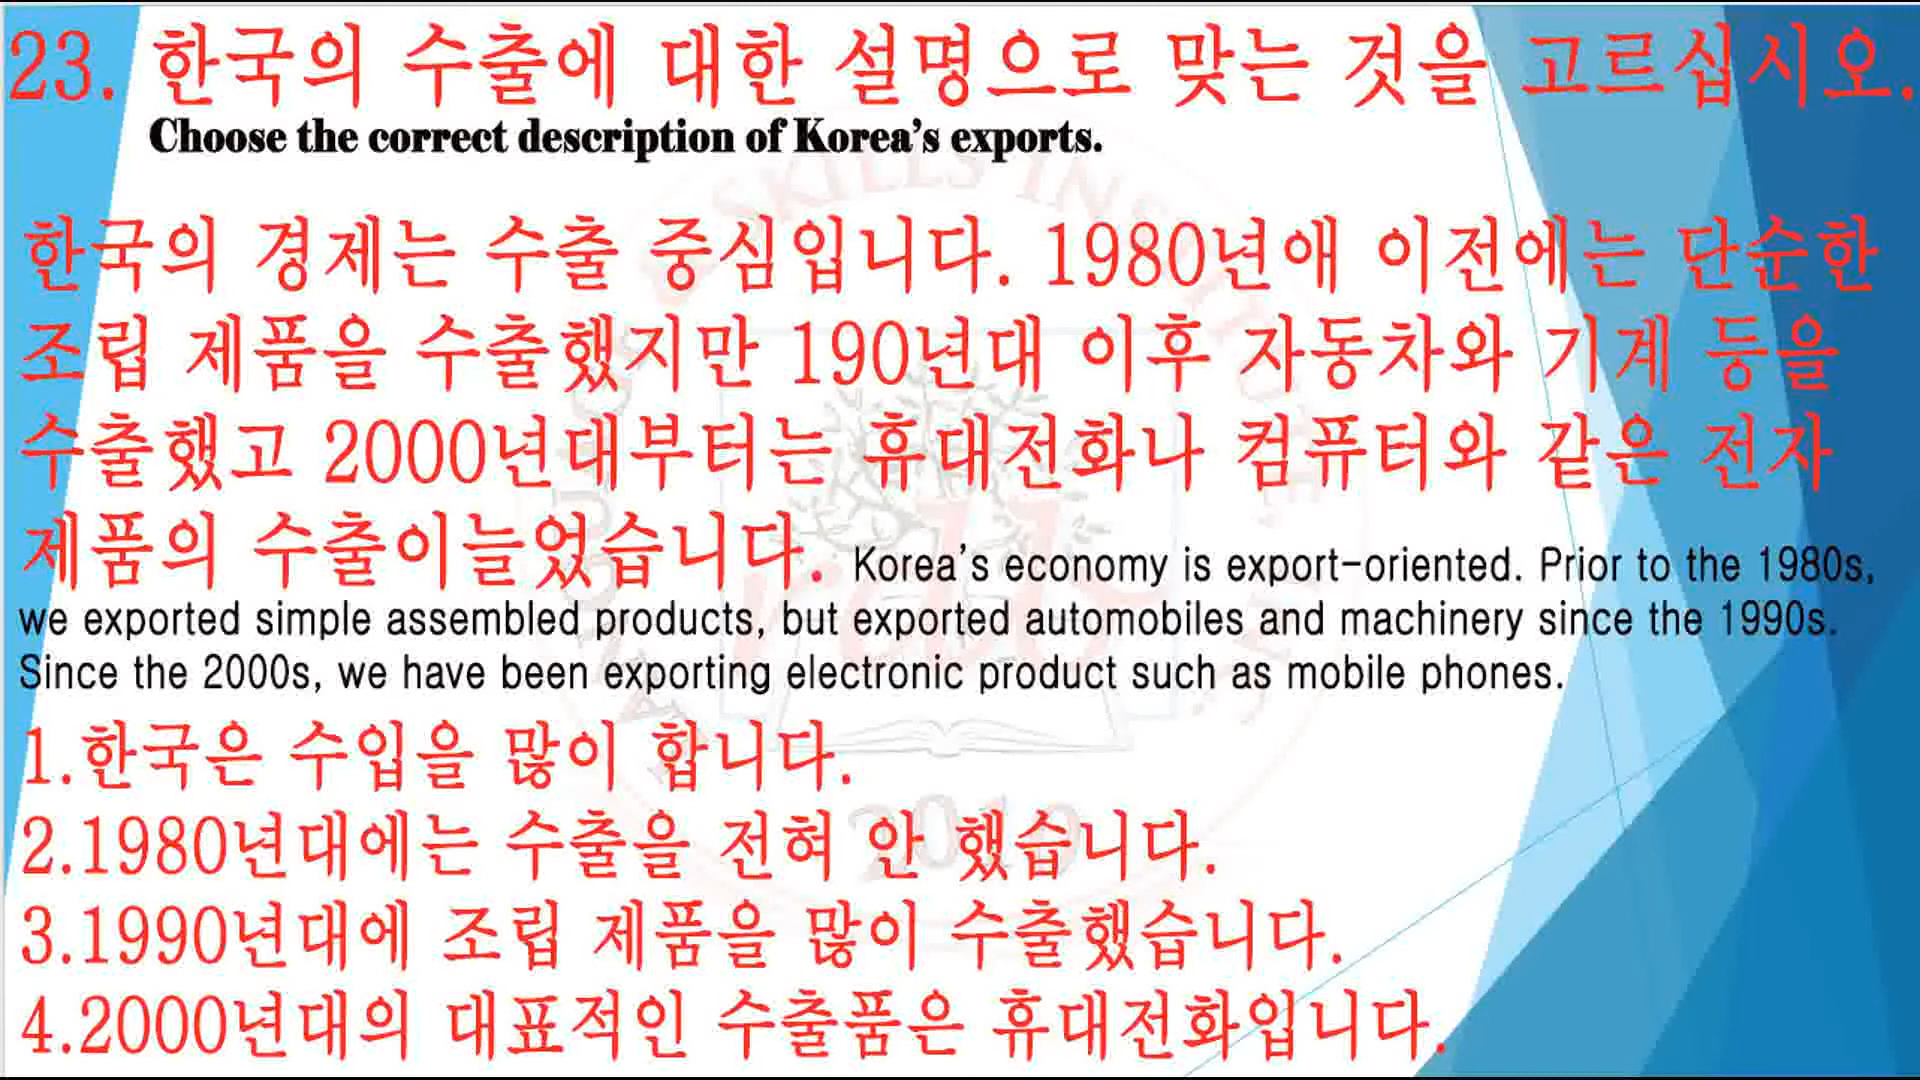 23. 한국의 수출에 대한 설명으로 맞는 것을 고르십시오.
Choose the correct description of Korea's exports.
한국의 경제는 수출 중심입니다. 1980년애 이전에는 단순한
조립 제품을 수출했지만 190년대 이후 자동차와 기계 등을
수출했고 2000년대부터는 휴대전화나 컴퓨터와 같은 전자
제품의 수출이늘었습니다. Korea's economy is export-oriented. Prior to the 1980s,
we exported simple assembled products, but exported automobiles and machinery since the 1990s.
Since the 2000s, we have been exporting electronic product such as mobile phones.
1.한국은 수입을 많이 합니다.
2.1980년대에는 수출을 전혀 안 했습니다.
3.1990년대에 조립 제품을 많이 수출했습니다.
4.2000년대의 대표적인 수출품은 휴대전화입니다.
SKILLS INSTITUTE
2019